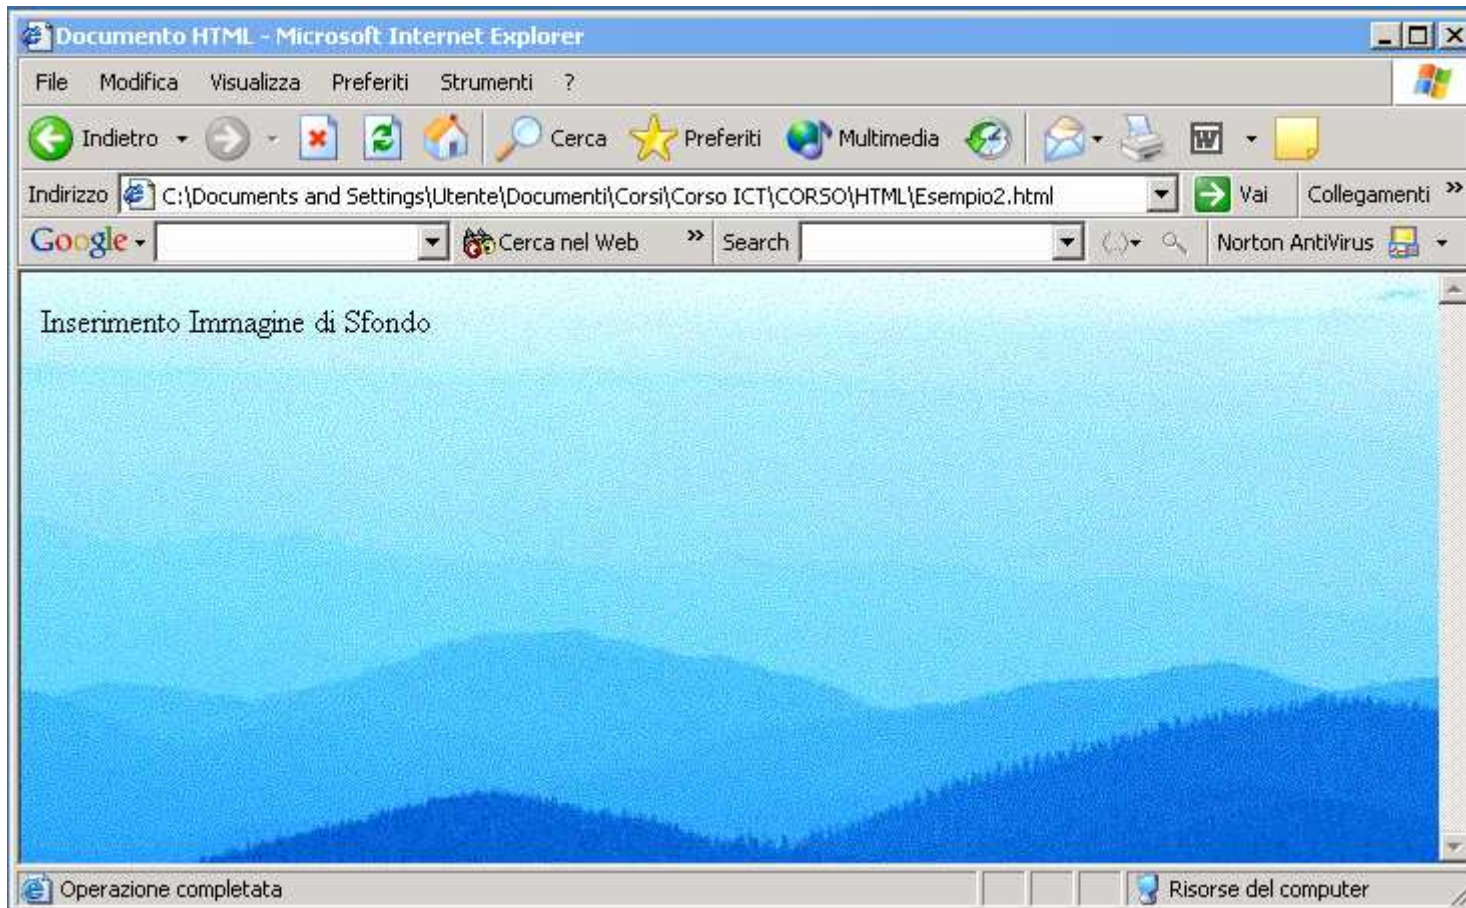 Documento HTML - Microsoft Internet Explorer
File Modifica Visualizza Preferiti Strumenti ?
Indietro Cerca Preferiti Multimedia W
Indirizzo C:\Documents and Settings\Utente\Documenti\Corsi\Corso ICT\CORSO\HTML\Esempio2.html Vai Collegamenti »
Google Cerca nel Web » Search Norton AntiVirus
Inserimento Immagine di Sfondo
Operazione completata Risorse del computer